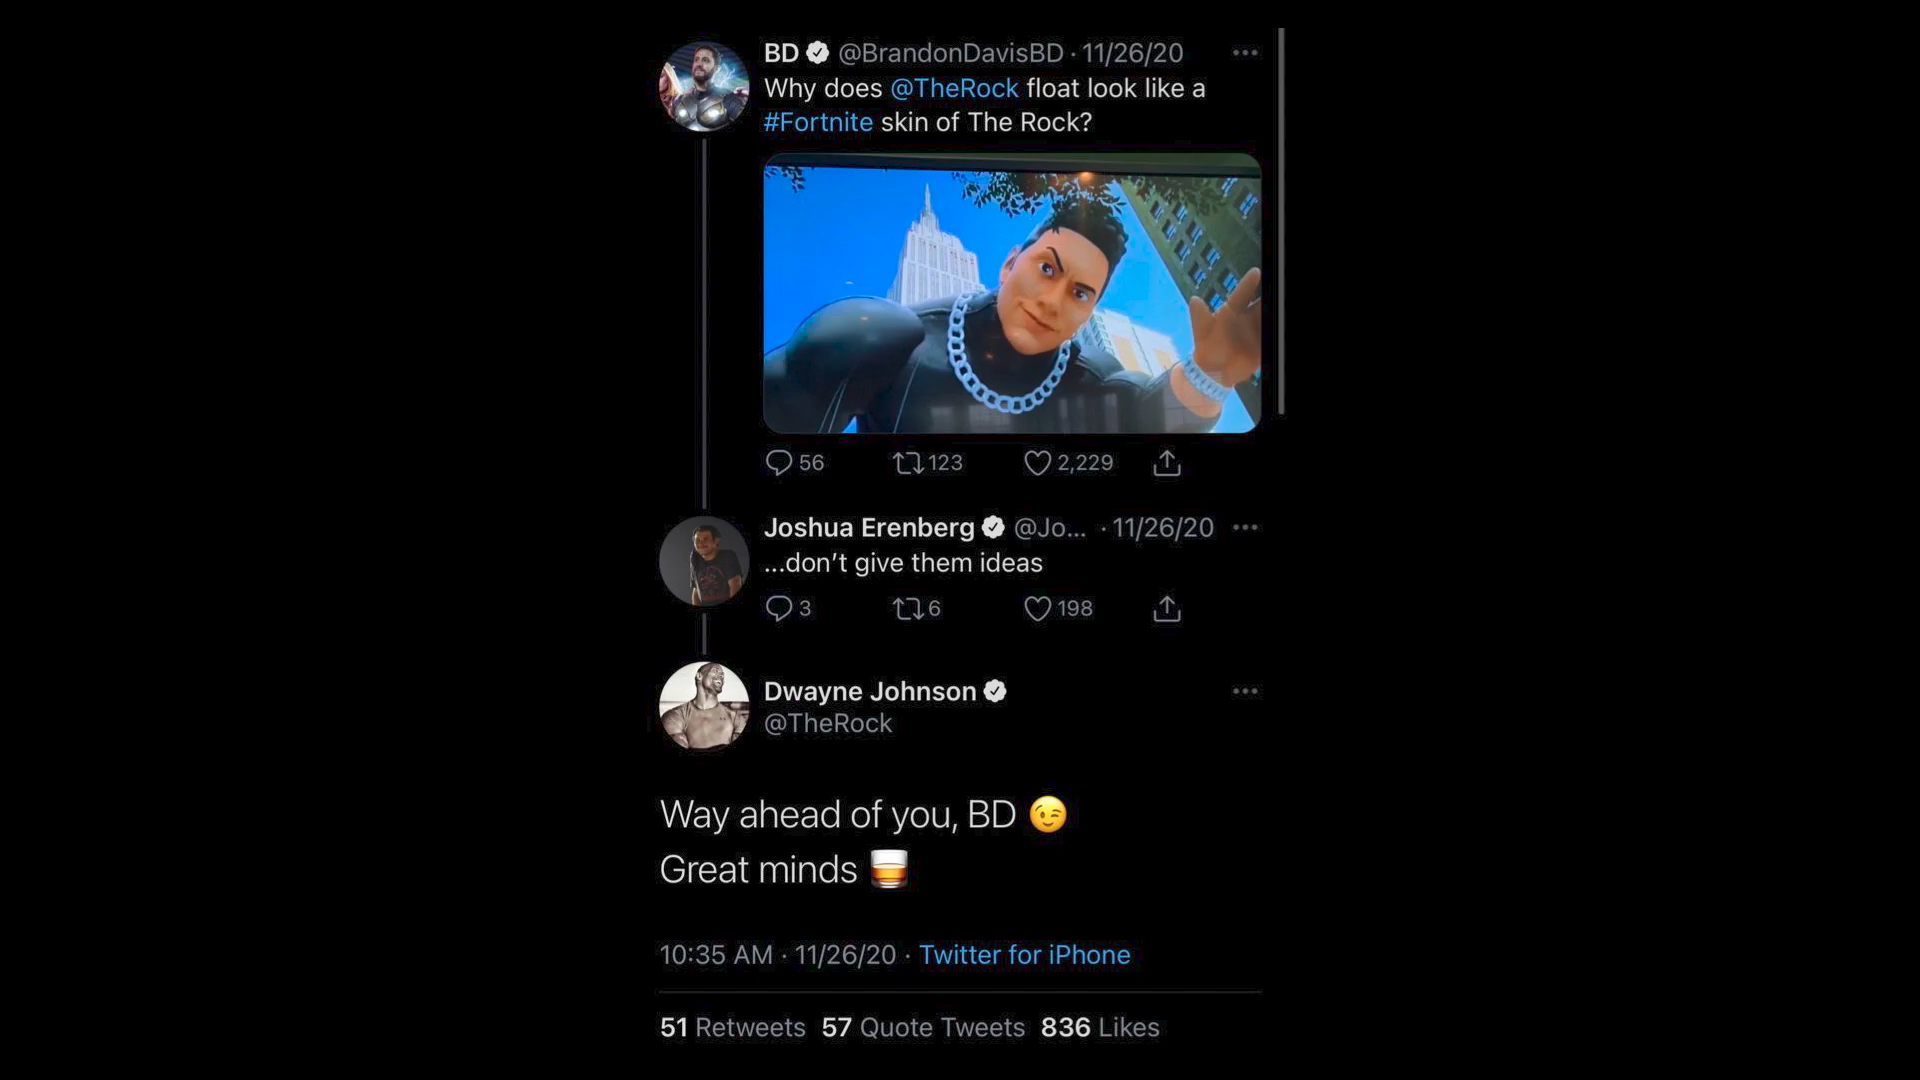 BD @BrandonDavisBD · 11/26/20
Why does @TheRock float look like a
#Fortnite skin of The Rock?
56 123 2,229
Joshua Erenberg @Jo... · 11/26/20
...don’t give them ideas
3 6 198
Dwayne Johnson
@TheRock
Way ahead of you, BD 😉
Great minds 🥃
10:35 AM · 11/26/20 · Twitter for iPhone
51 Retweets 57 Quote Tweets 836 Likes